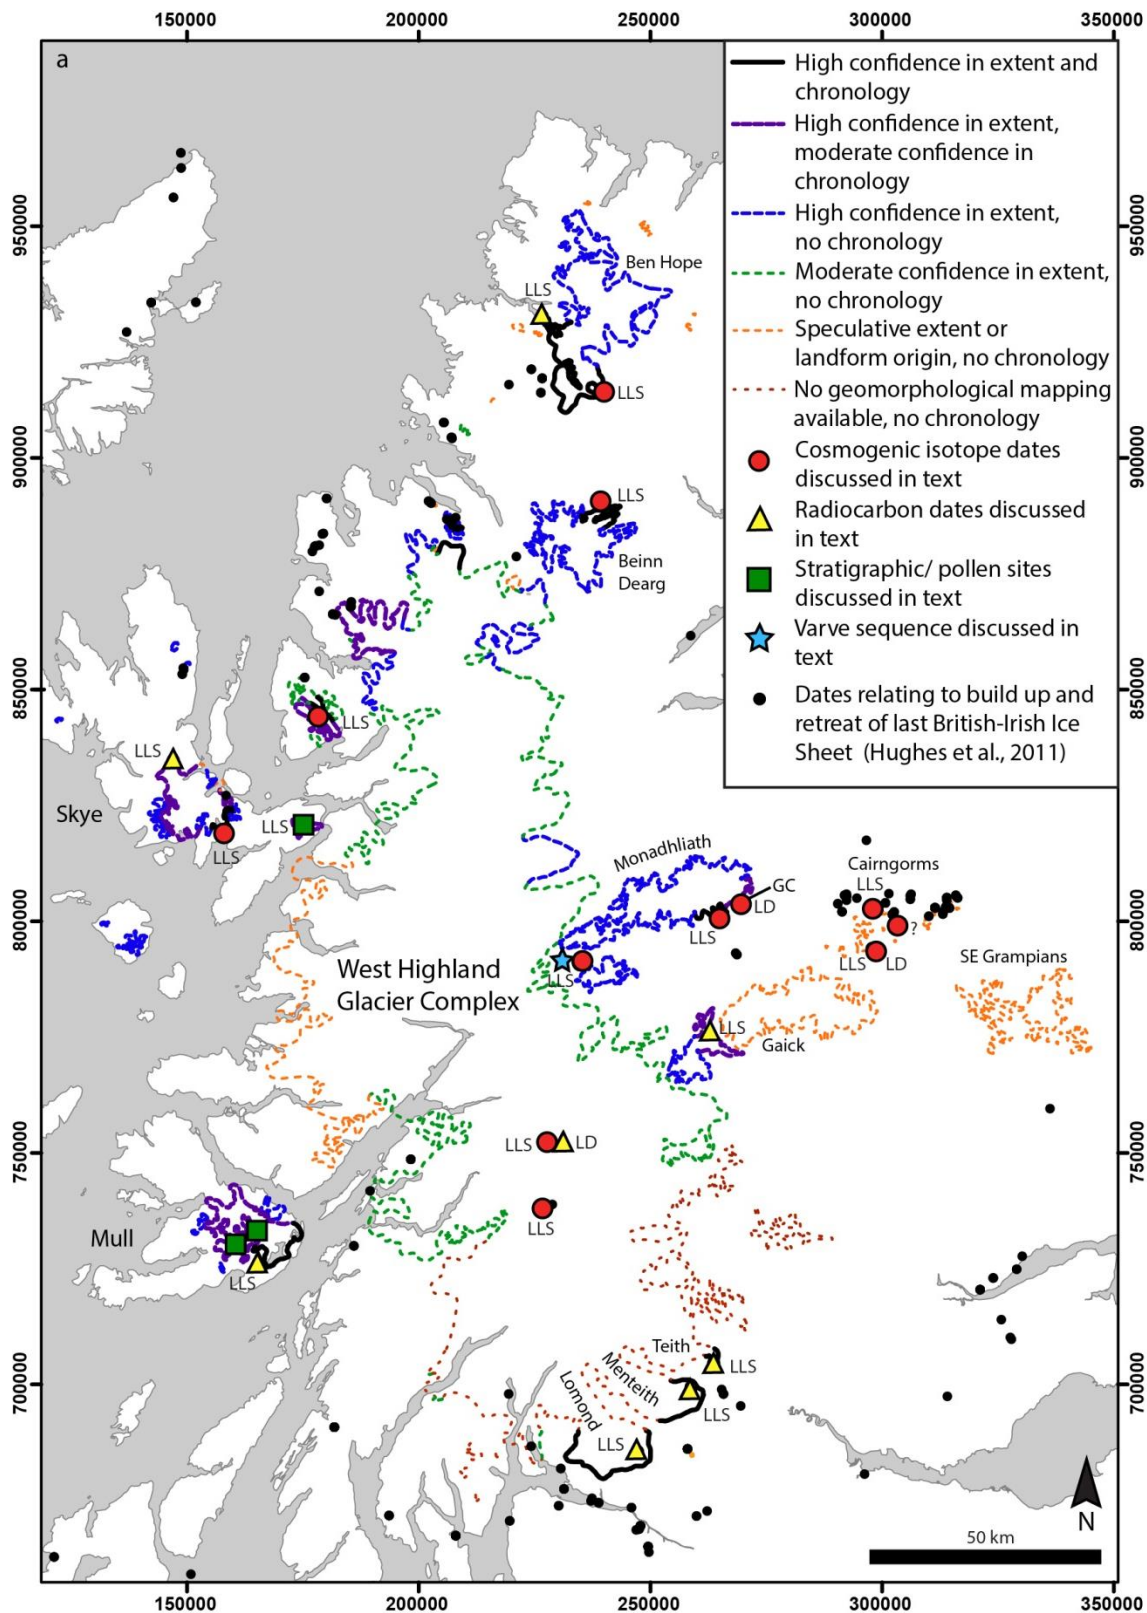 150000
200000
250000
300000
350000
a
High confidence in extent and
chronology
High confidence in extent,
moderate confidence in
chronology
High confidence in extent,
no chronology
Moderate confidence in extent,
no chronology
Speculative extent or
landform origin, no chronology
No geomorphological mapping
available, no chronology
Cosmogenic isotope dates
discussed in text
Radiocarbon dates discussed
in text
Stratigraphic/ pollen sites
discussed in text
Varve sequence discussed in
text
Dates relating to build up and
retreat of last British-Irish Ice
Sheet (Hughes et al., 2011)
950000
950000
Ben Hope
LLS
LLS
900000
900000
LLS
Beinn
Dearg
850000
850000
LLS
LLS
Skye
LLS
LLS
Monadhliath
GC
LD
LLS
Cairngorms
LLS
?
LLS
LD
800000
800000
SE Grampians
West Highland
Glacier Complex
LLS
LLS
Gaick
750000
750000
LLS
LD
LLS
Mull
LLS
Teith
LLS
Menteith
LLS
Lomond
LLS
700000
700000
N
50 km
150000
200000
250000
300000
350000